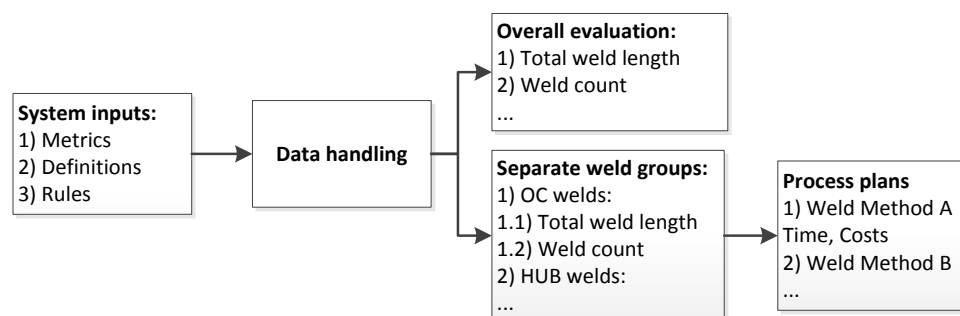 System inputs:
1) Metrics
2) Definitions
3) Rules
Data handling
Overall evaluation:
1) Total weld length
2) Weld count
...
Separate weld groups:
1) OC welds:
1.1) Total weld length
1.2) Weld count
2) HUB welds:
...
Process plans
1) Weld Method A
Time, Costs
2) Weld Method B
...